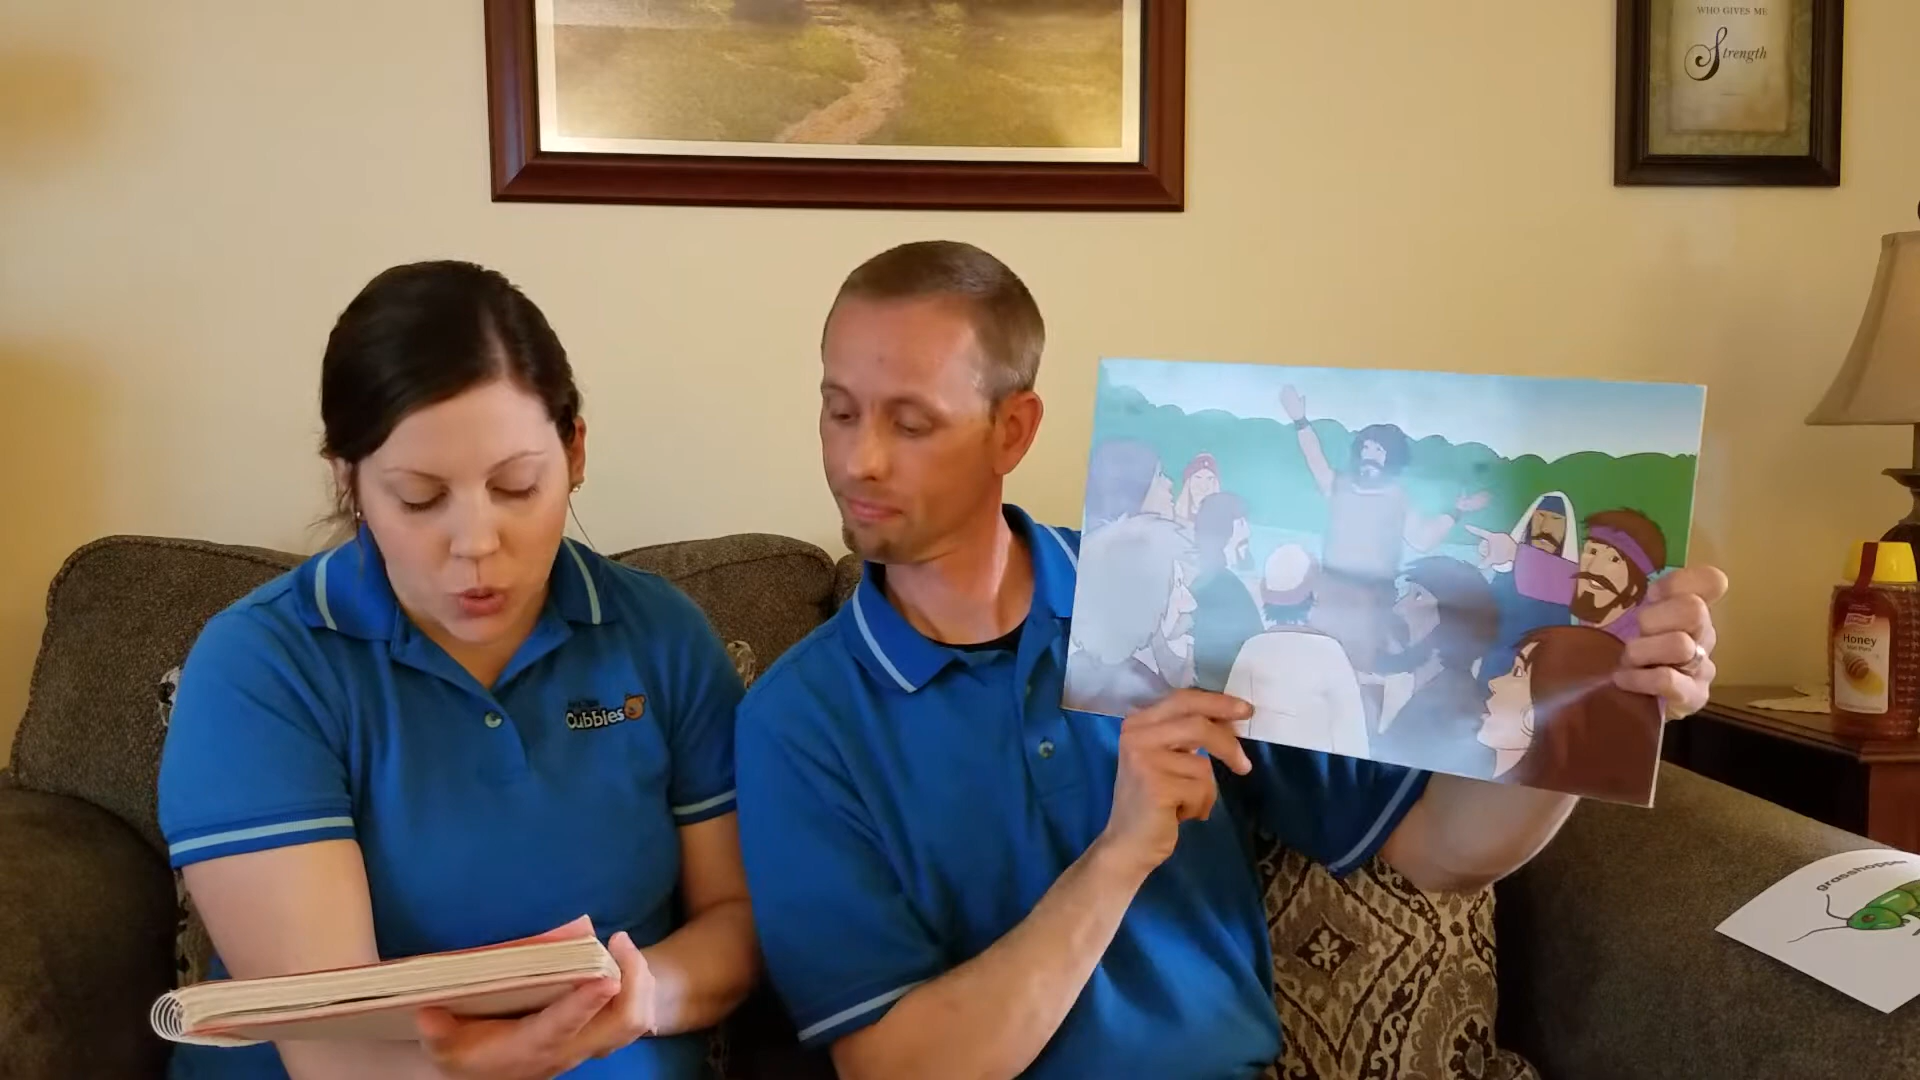 WHO GIVES ME
Strength
Cubbies
Honey
grasshopper